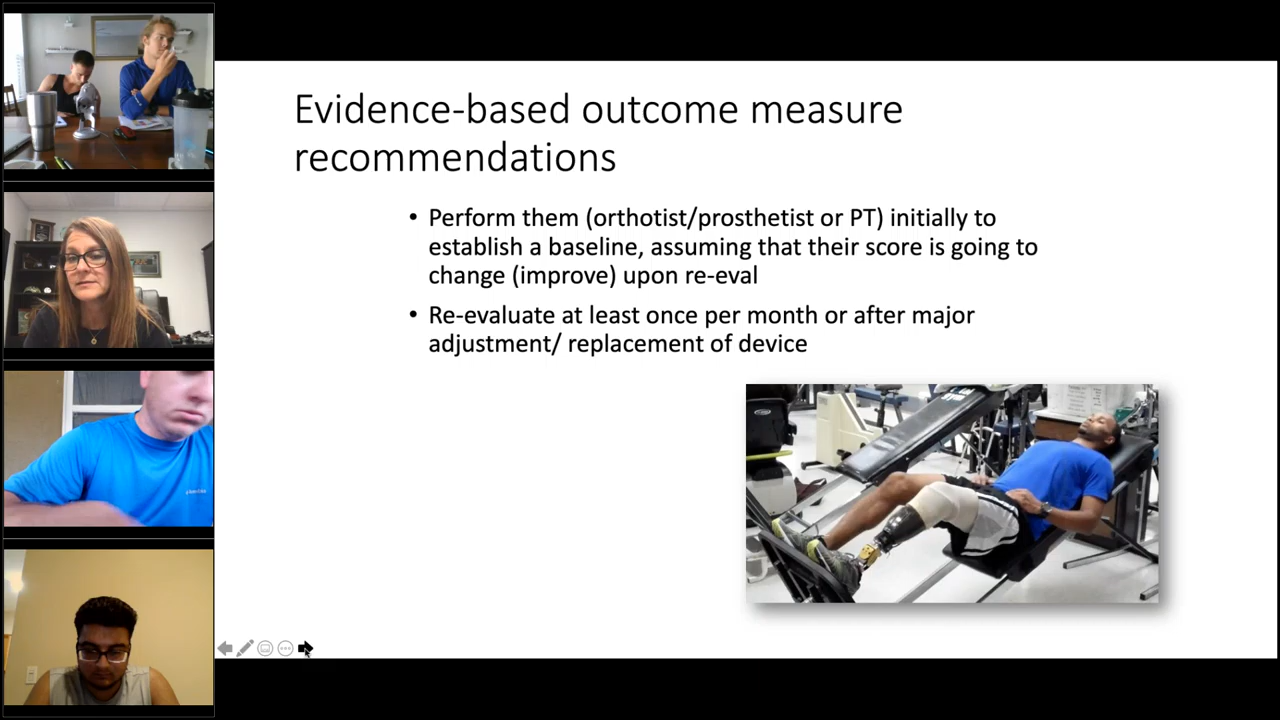 Evidence-based outcome measure
recommendations
• Perform them (orthotist/prosthetist or PT) initially to
establish a baseline, assuming that their score is going to
change (improve) upon re-eval
• Re-evaluate at least once per month or after major
adjustment/ replacement of device